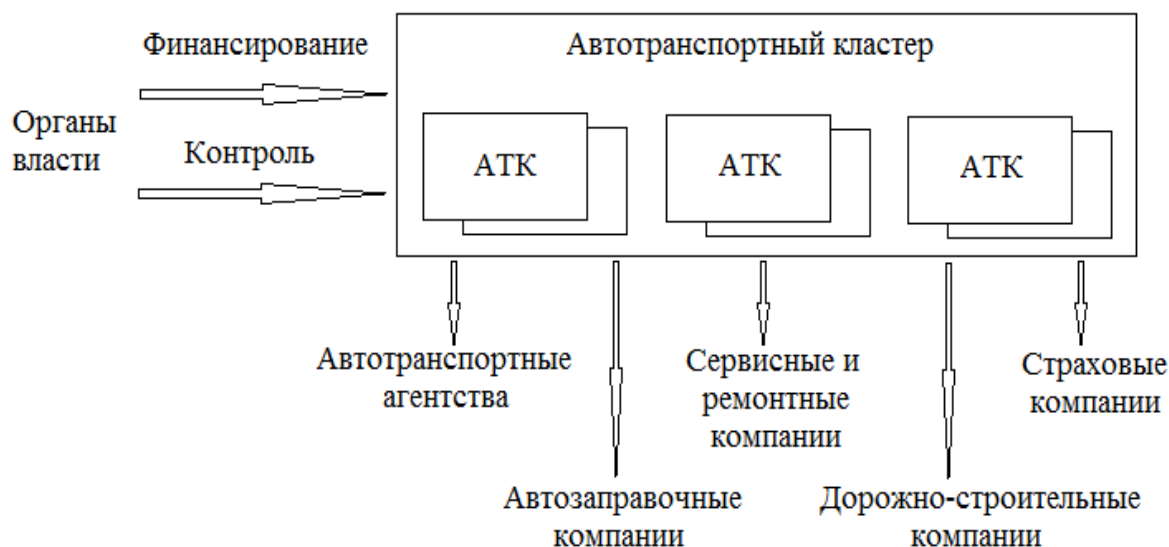 Финансирование
Автотранспортный кластер
Органы
власти
Контроль
АТК
АТК
АТК
Автотранспортные
агентства
Сервисные и
ремонтные
компании
Страховые
компании
Автозаправочные
компании
Дорожно-строительные
компании